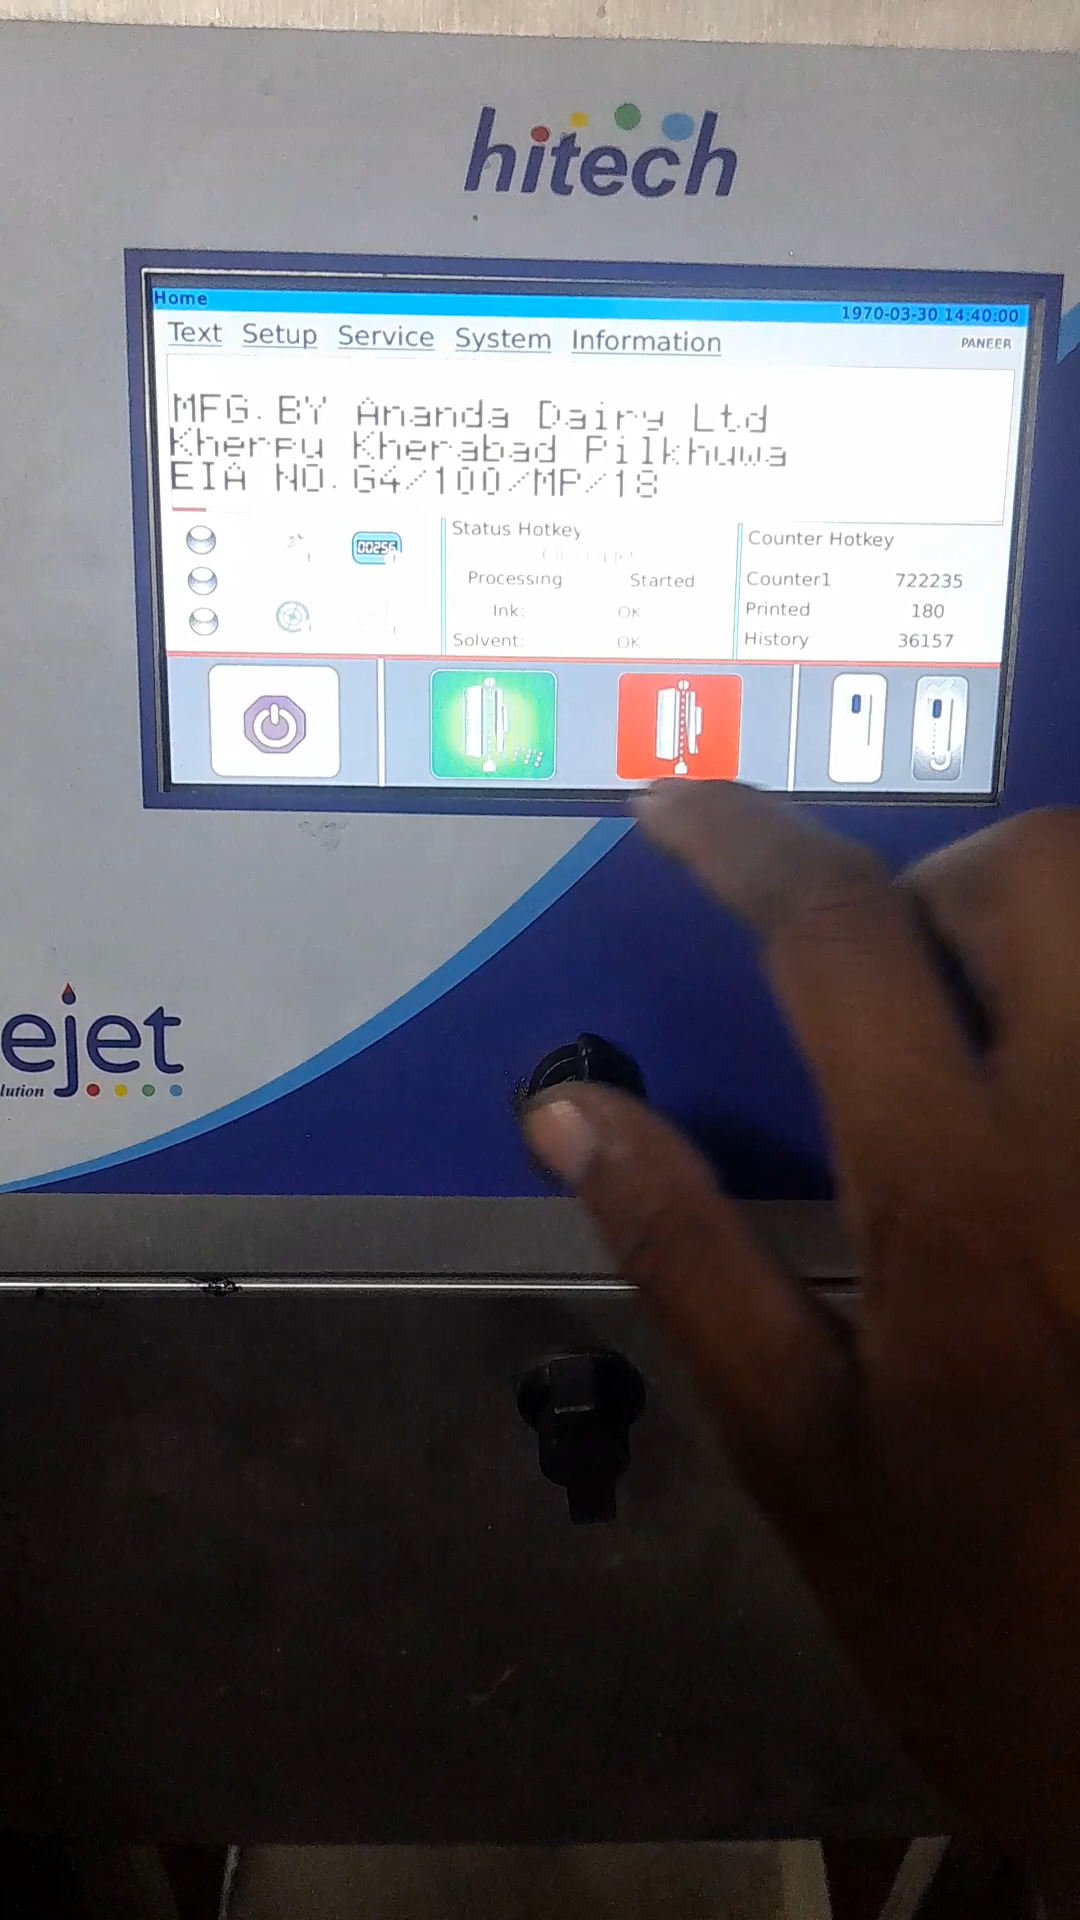 hitech
Home
1970-03-30 14:40:00
Text Setup Service System Information
PANEER
MFG. BY Ananda Dairy Ltd
Kherpu Kherabad Pilkhuwa
EIA NO. G4/100/MP/18
00256
Status Hotkey
Processing Started
Ink: OK
Solvent: OK
Counter Hotkey
Counter1 722235
Printed 180
History 36157
ejet
lution